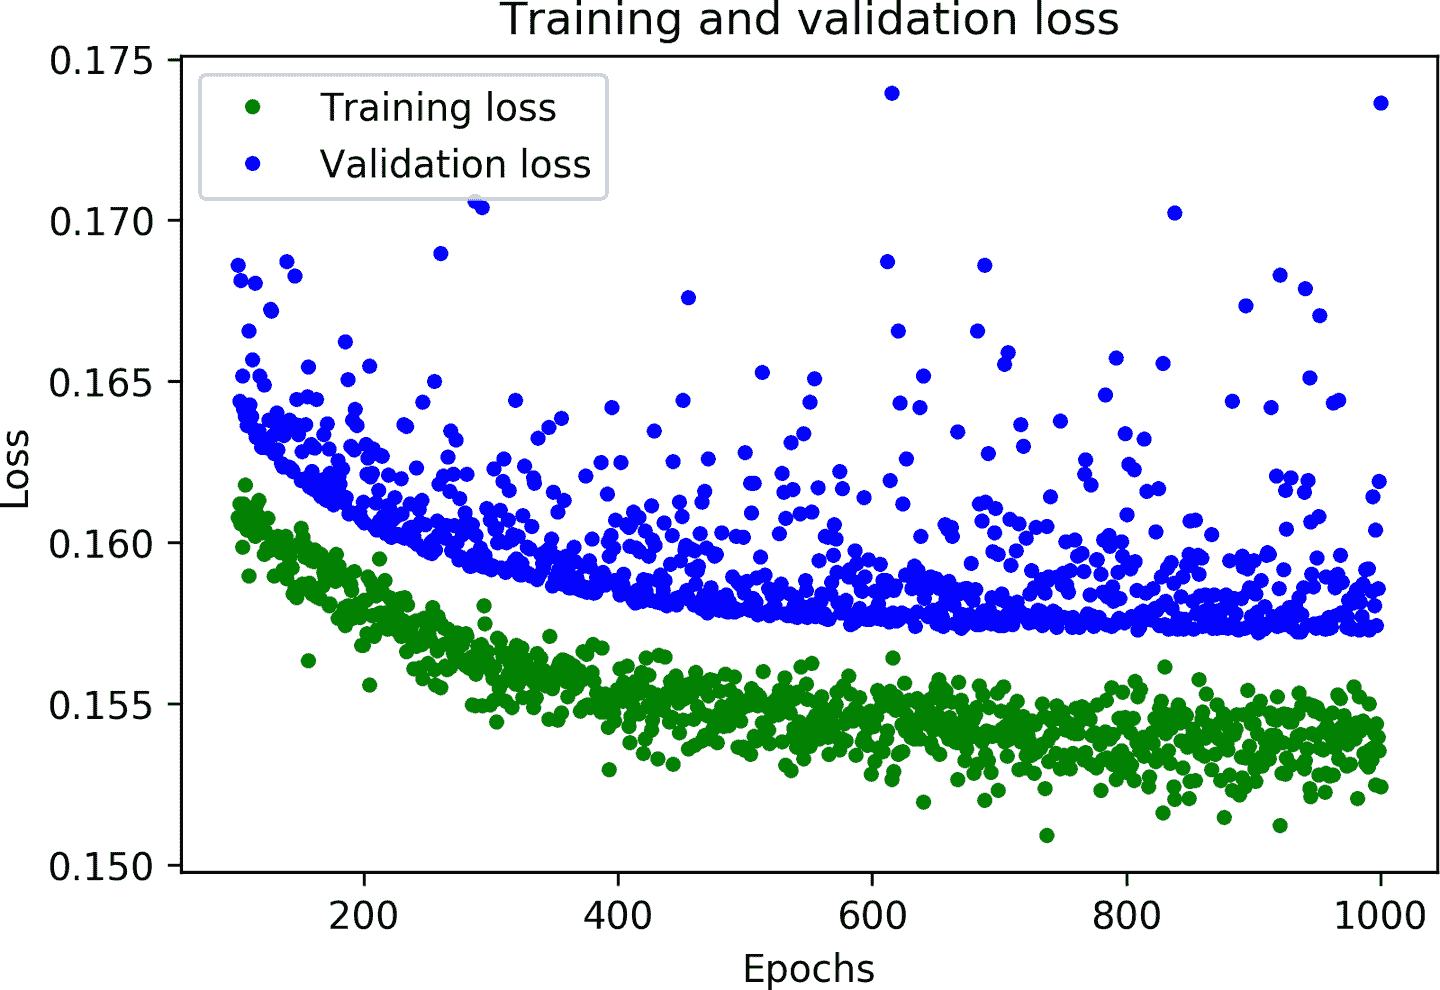 Training and validation loss
Training loss
Validation loss
0.175
0.170
0.165
0.160
0.155
0.150
Loss
200 400 600 800 1000
Epochs